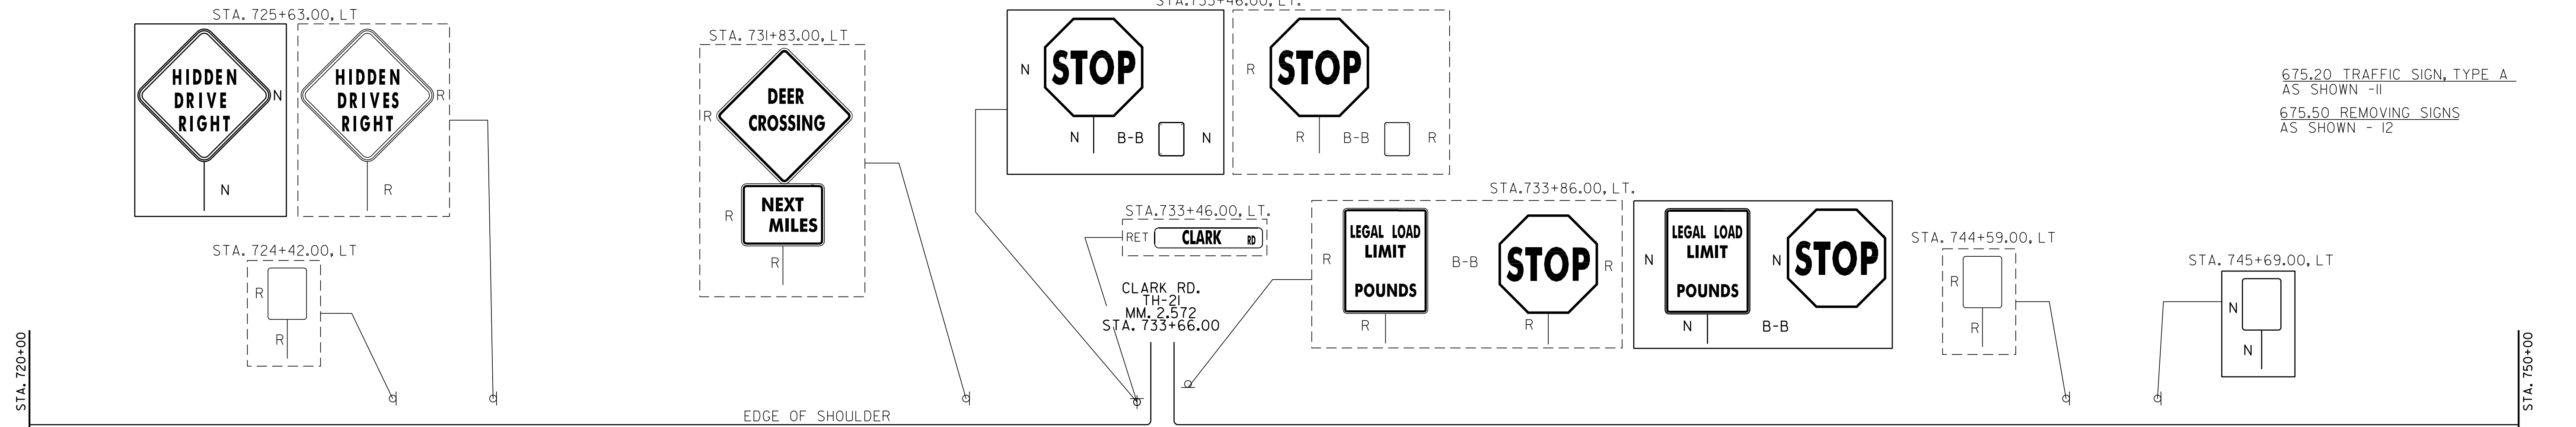 STA. 725+63.00, LT
HIDDEN
DRIVE
RIGHT
N
N
HIDDEN
DRIVES
RIGHT
R
R
STA. 724+42.00, LT
R
R
STA. 731+83.00, LT
DEER
CROSSING
R
NEXT
MILES
R
R
STA.733+46.00, LT.
N
STOP
N B-B N
R
STOP
R B-B R
STA.733+46.00, LT.
RET CLARK RD
CLARK RD.
TH-21
MM. 2.572
STA. 733+66.00
STA.733+86.00, LT.
LEGAL LOAD
LIMIT
POUNDS
R
R
B-B
STOP
R
R
LEGAL LOAD
LIMIT
POUNDS
N
N
B-B
N
STOP
STA. 744+59.00, LT
R
R
STA. 745+69.00, LT
N
N
675.20 TRAFFIC SIGN, TYPE A
AS SHOWN -11
675.50 REMOVING SIGNS
AS SHOWN - 12
STA. 720+00
EDGE OF SHOULDER
STA. 750+00